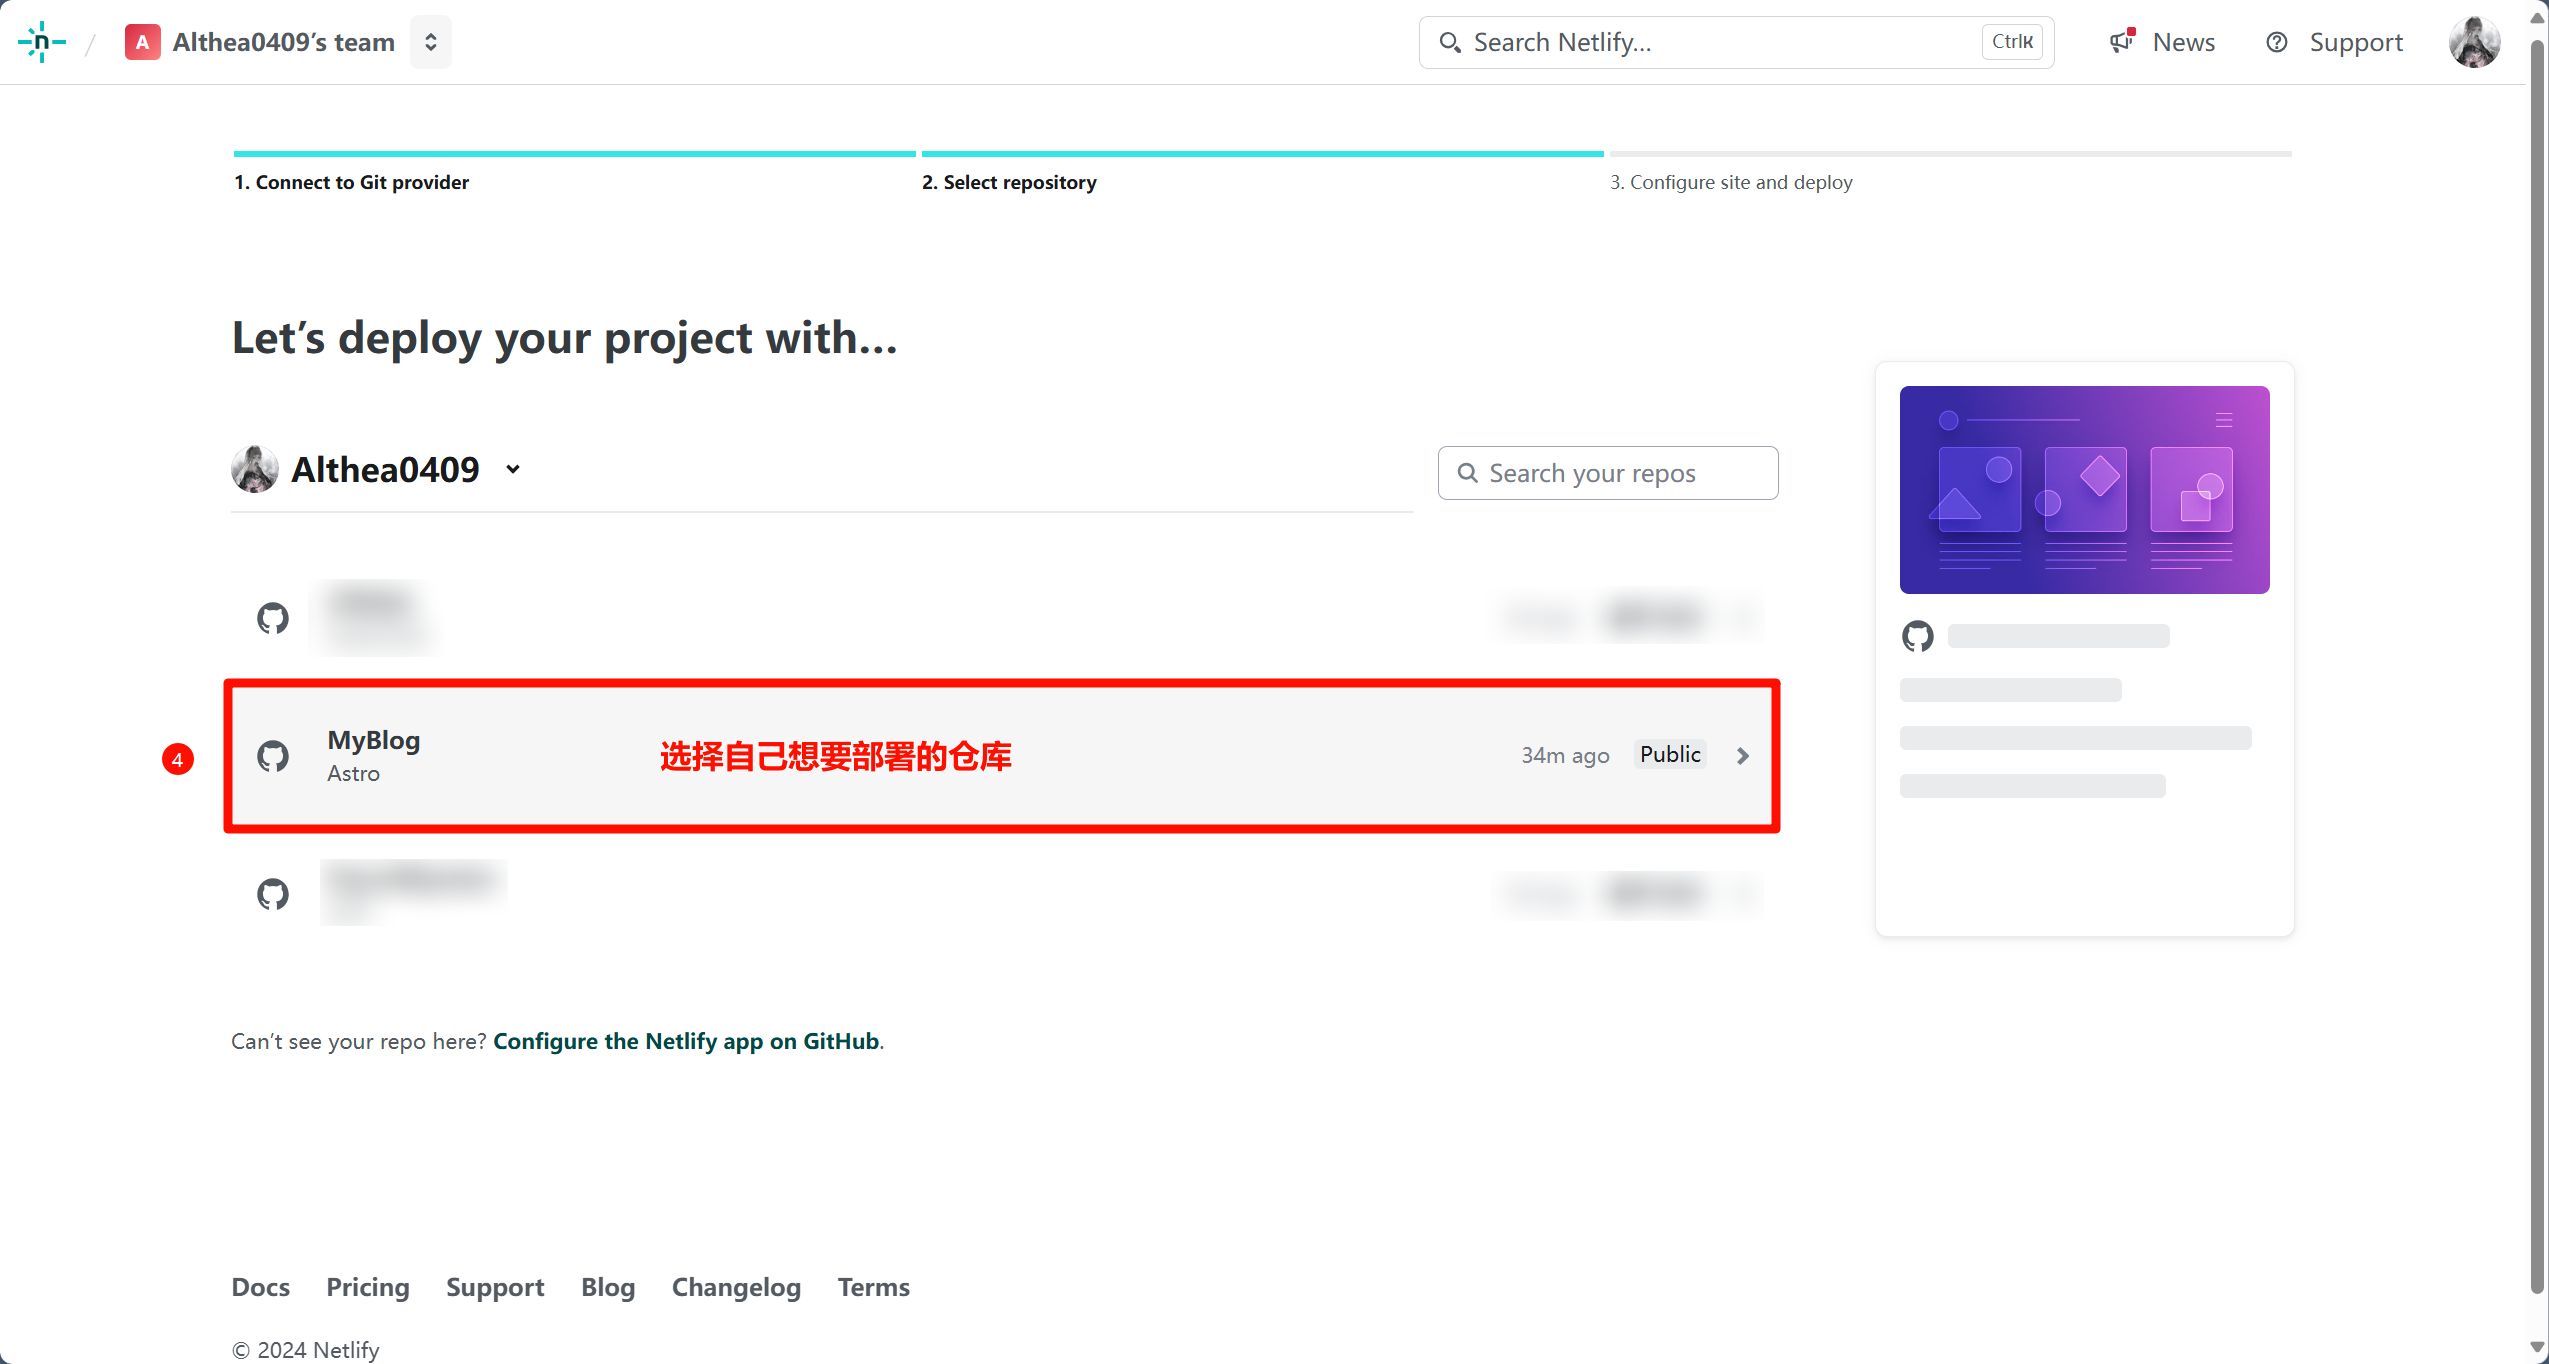 A Althea0409's team
Search Netlify... CtrlK
News
Support
1. Connect to Git provider
2. Select repository
3. Configure site and deploy
Let's deploy your project with...
Althea0409
Search your repos
4
MyBlog
Astro
选择自己想要部署的仓库
34m ago Public
Can't see your repo here? Configure the Netlify app on GitHub.
Docs Pricing Support Blog Changelog Terms
© 2024 Netlify